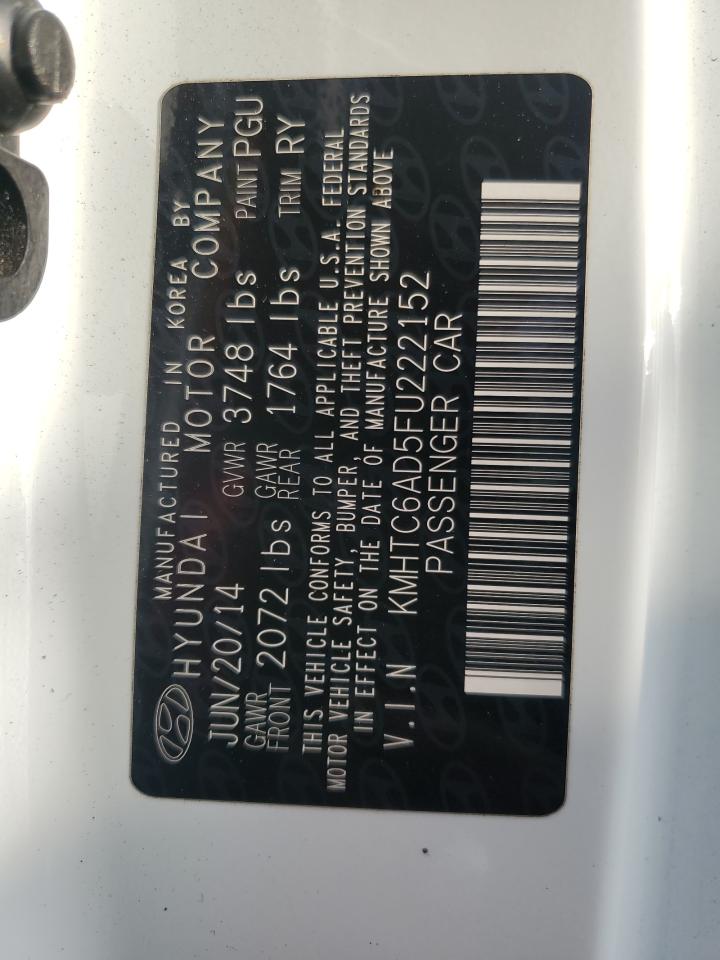 MANUFACTURED IN KOREA BY
HYUNDAI MOTOR COMPANY
JUN/20/14 GVWR 3748 lbs PAINT PGU
GAWR FRONT 2072 lbs GAWR REAR 1764 lbs TRIM RY
THIS VEHICLE CONFORMS TO ALL APPLICABLE U.S.A. FEDERAL
MOTOR VEHICLE SAFETY, BUMPER, AND THEFT PREVENTION STANDARDS
IN EFFECT ON THE DATE OF MANUFACTURE SHOWN ABOVE
V.I.N KMHTC6AD5FU222152
PASSENGER CAR